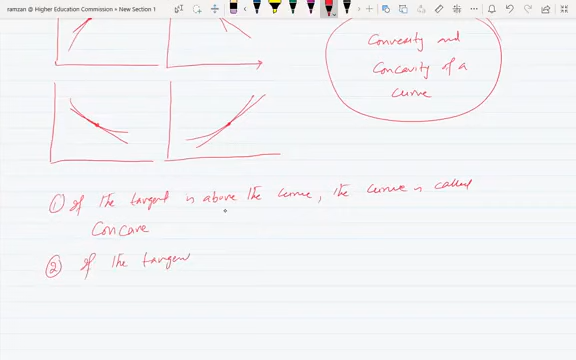 ramzan @ Higher Education Commission > New Section 1
Convexity and
Concavity of a
curve
① If the tangent is above the curve, the curve is called
Concave
② If the tangen